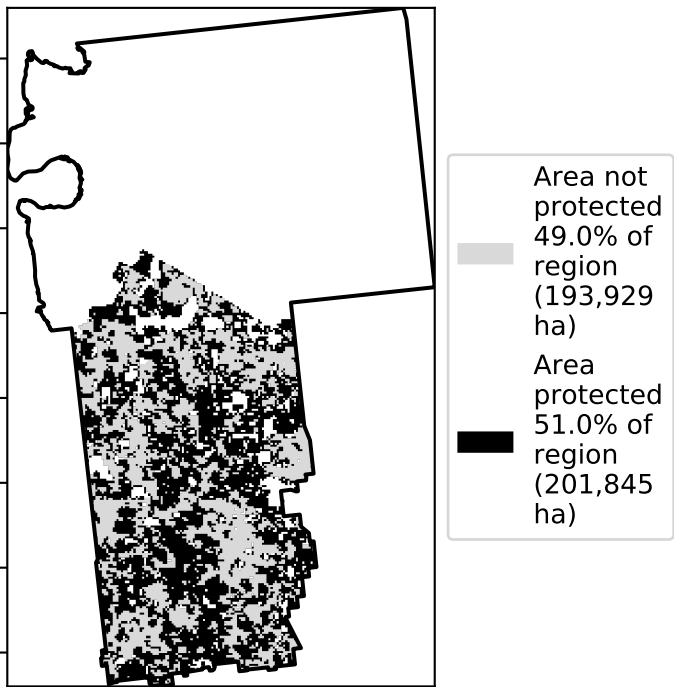 Area not
protected
49.0% of
region
(193,929
ha)
Area
protected
51.0% of
region
(201,845
ha)